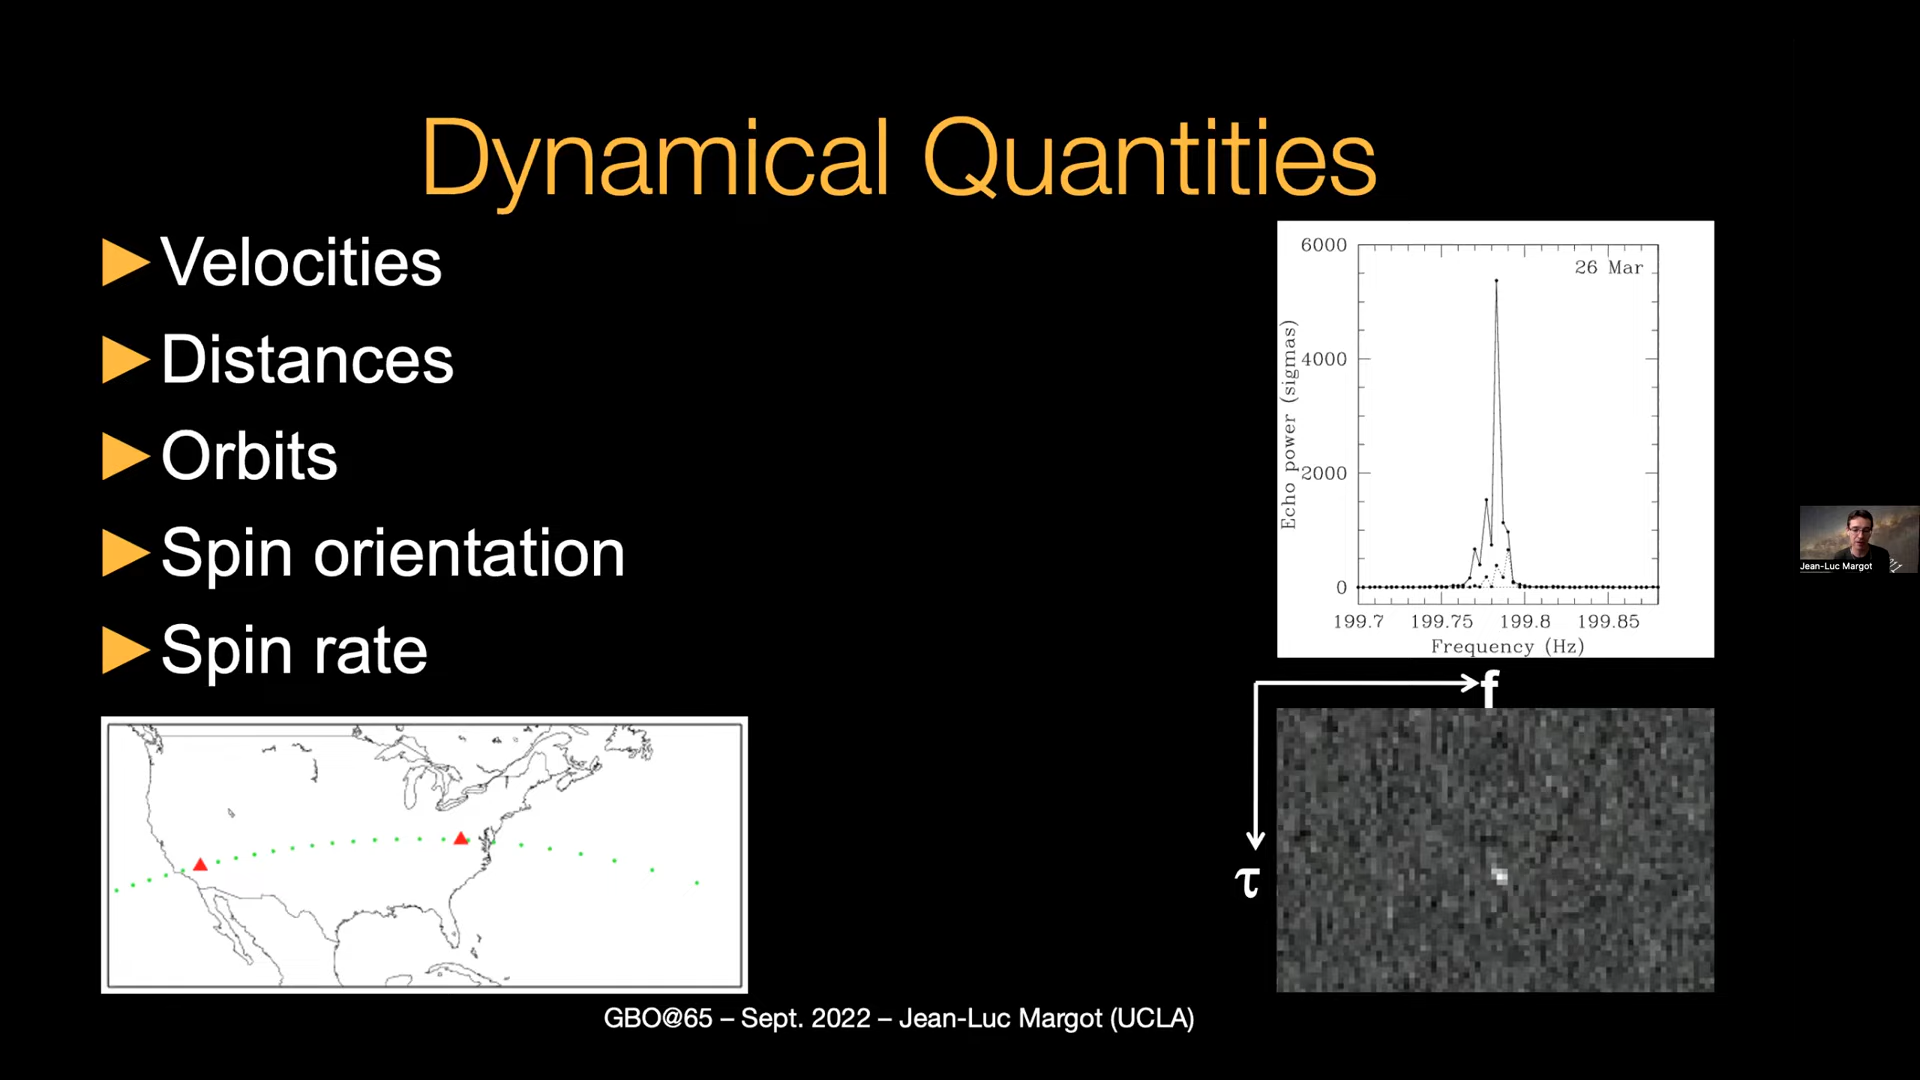 Dynamical Quantities
Velocities
Distances
Orbits
Spin orientation
Spin rate
6000
26 Mar
4000
2000
0
Echo power (sigmas)
199.7 199.75 199.8 199.85
Frequency (Hz)
f
τ
Jean-Luc Margot
GBO@65 – Sept. 2022 – Jean-Luc Margot (UCLA)